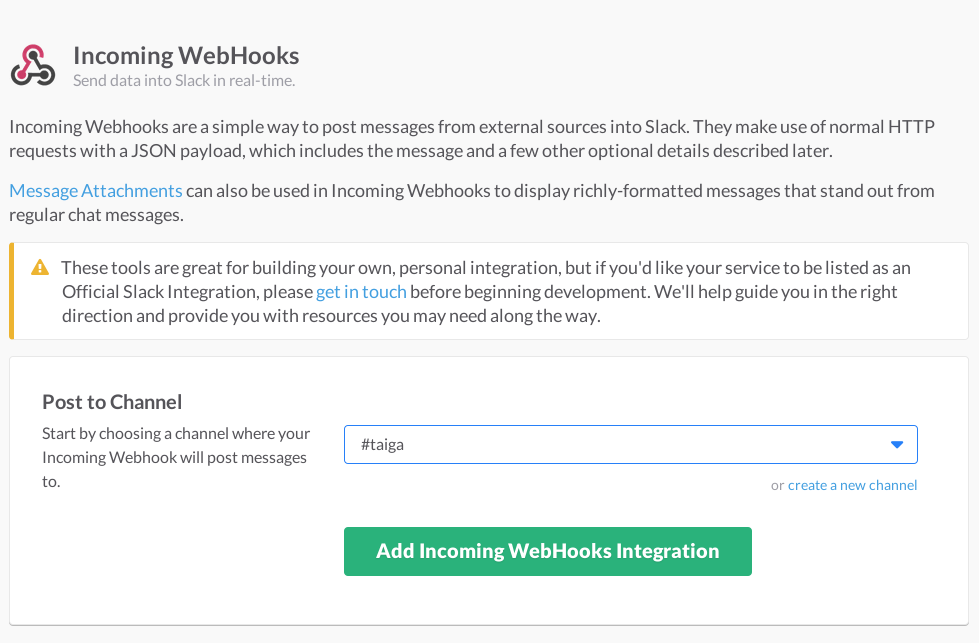 Incoming WebHooks
Send data into Slack in real-time.
Incoming Webhooks are a simple way to post messages from external sources into Slack. They make use of normal HTTP
requests with a JSON payload, which includes the message and a few other optional details described later.
Message Attachments can also be used in Incoming Webhooks to display richly-formatted messages that stand out from
regular chat messages.
These tools are great for building your own, personal integration, but if you'd like your service to be listed as an
Official Slack Integration, please get in touch before beginning development. We'll help guide you in the right
direction and provide you with resources you may need along the way.
Post to Channel
Start by choosing a channel where your
Incoming Webhook will post messages
to.
#taiga
or create a new channel
Add Incoming WebHooks Integration